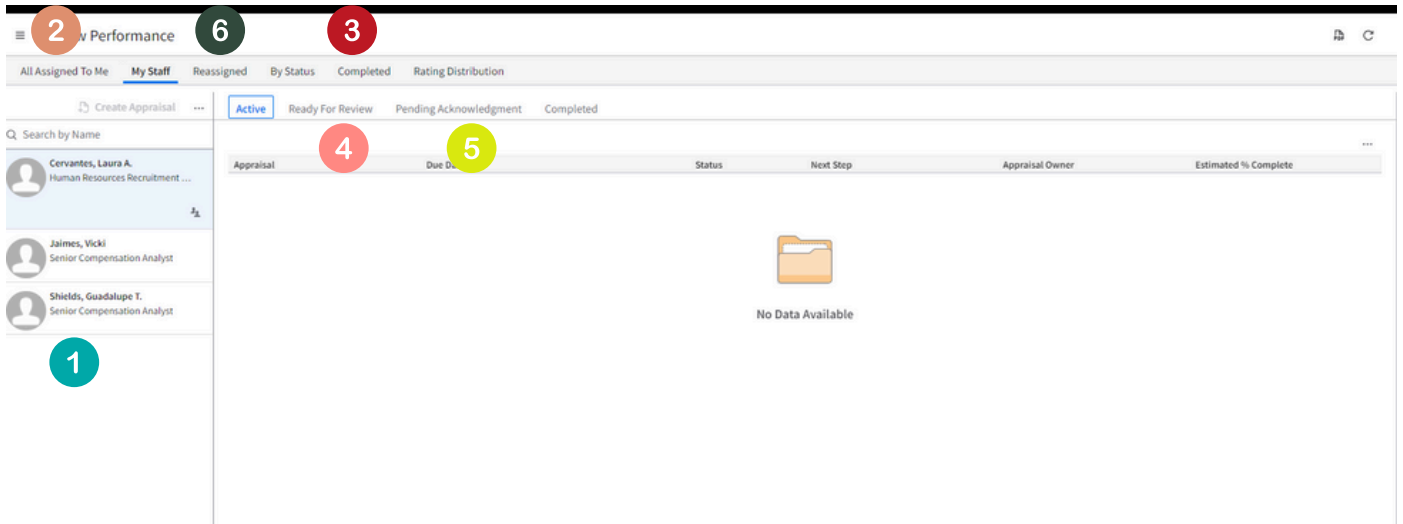 2
6
3
Performance
All Assigned To Me
My Staff
Reassigned
By Status
Completed
Rating Distribution
Create Appraisal
...
Active
Ready For Review
Pending Acknowledgment
Completed
Search by Name
4
5
...
Cervantes, Laura A.
Human Resources Recruitment ...
Appraisal
Due
Status
Next Step
Appraisal Owner
Estimated % Complete
Jaimes, Vicki
Senior Compensation Analyst
Shields, Guadalupe T.
Senior Compensation Analyst
No Data Available
1